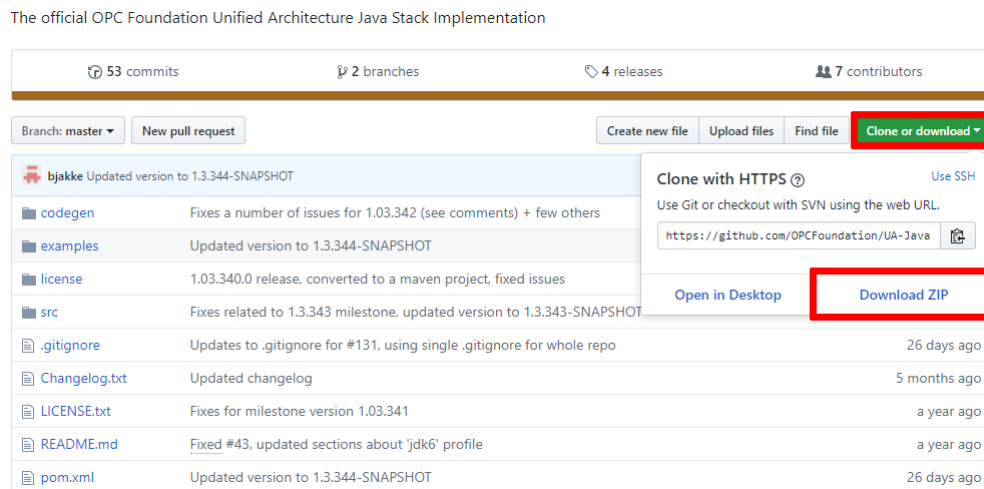 The official OPC Foundation Unified Architecture Java Stack Implementation
53 commits 2 branches 4 releases 7 contributors
Branch: master New pull request Create new file Upload files Find file Clone or download
bjakke Updated version to 1.3.344-SNAPSHOT
Clone with HTTPS Use SSH
Use Git or checkout with SVN using the web URL.
https://github.com/OPCFoundation/UA-Java
Open in Desktop Download ZIP
codegen Fixes a number of issues for 1.03.342 (see comments) + few others
examples Updated version to 1.3.344-SNAPSHOT
license 1.03.340.0 release, converted to a maven project, fixed issues
src Fixes related to 1.3.343 milestone, updated version to 1.3.343-SNAPSHOT
.gitignore Updates to .gitignore for #131, using single .gitignore for whole repo 26 days ago
Changelog.txt Updated changelog 5 months ago
LICENSE.txt Fixes for milestone version 1.03.341 a year ago
README.md Fixed #43, updated sections about 'jdk6' profile a year ago
pom.xml Updated version to 1.3.344-SNAPSHOT 26 days ago